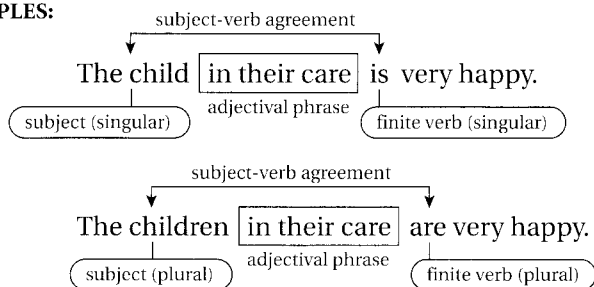 PLES:
subject-verb agreement
The child in their care is very happy.
adjectival phrase
subject (singular) finite verb (singular)
subject-verb agreement
The children in their care are very happy.
adjectival phrase
subject (plural) finite verb (plural)